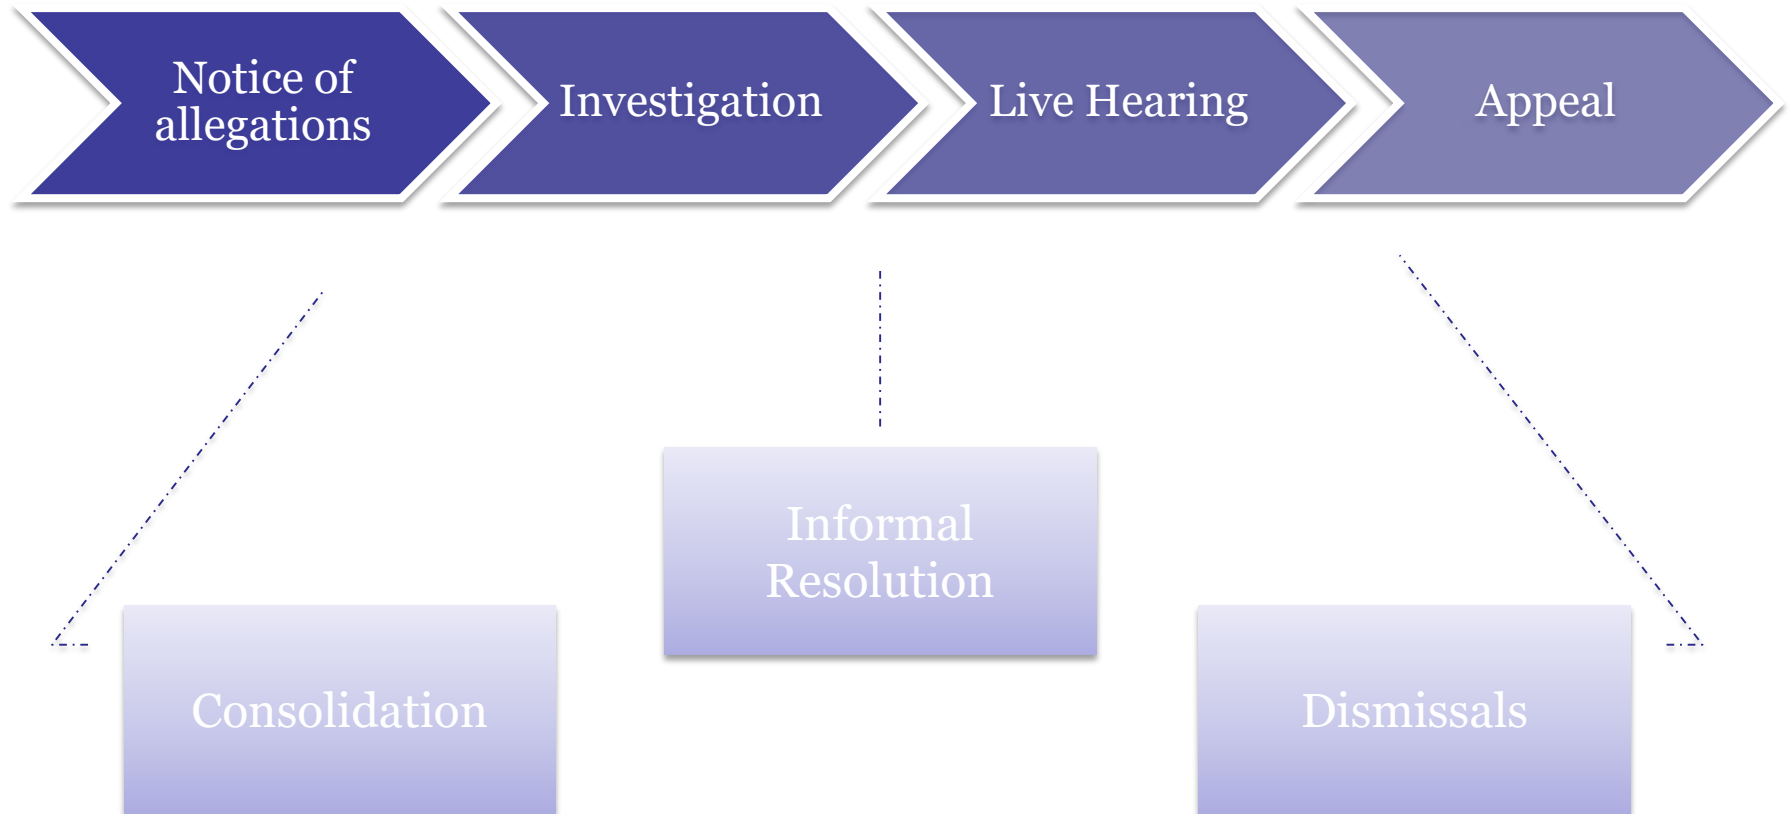 Notice of
allegations
Investigation
Live Hearing
Appeal
Informal
Resolution
Consolidation
Dismissals